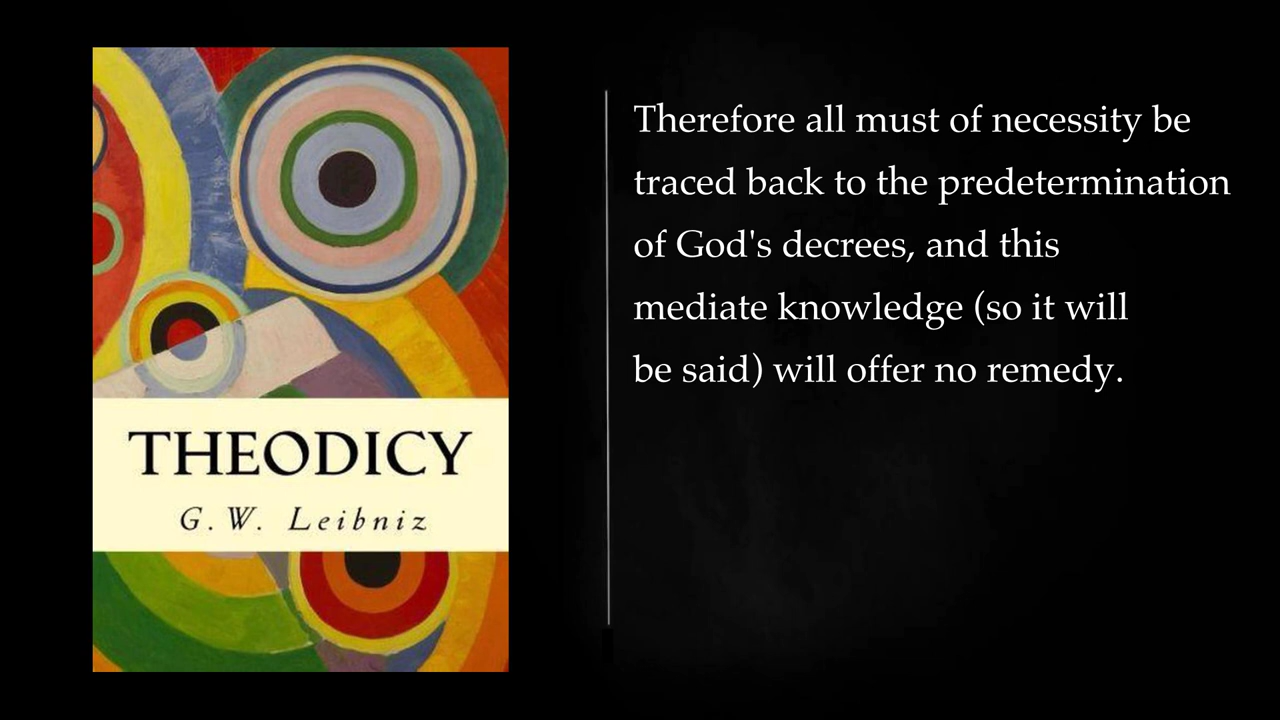 THEODICY
G. W. Leibniz
Therefore all must of necessity be
traced back to the predetermination
of God's decrees, and this
mediate knowledge (so it will
be said) will offer no remedy.